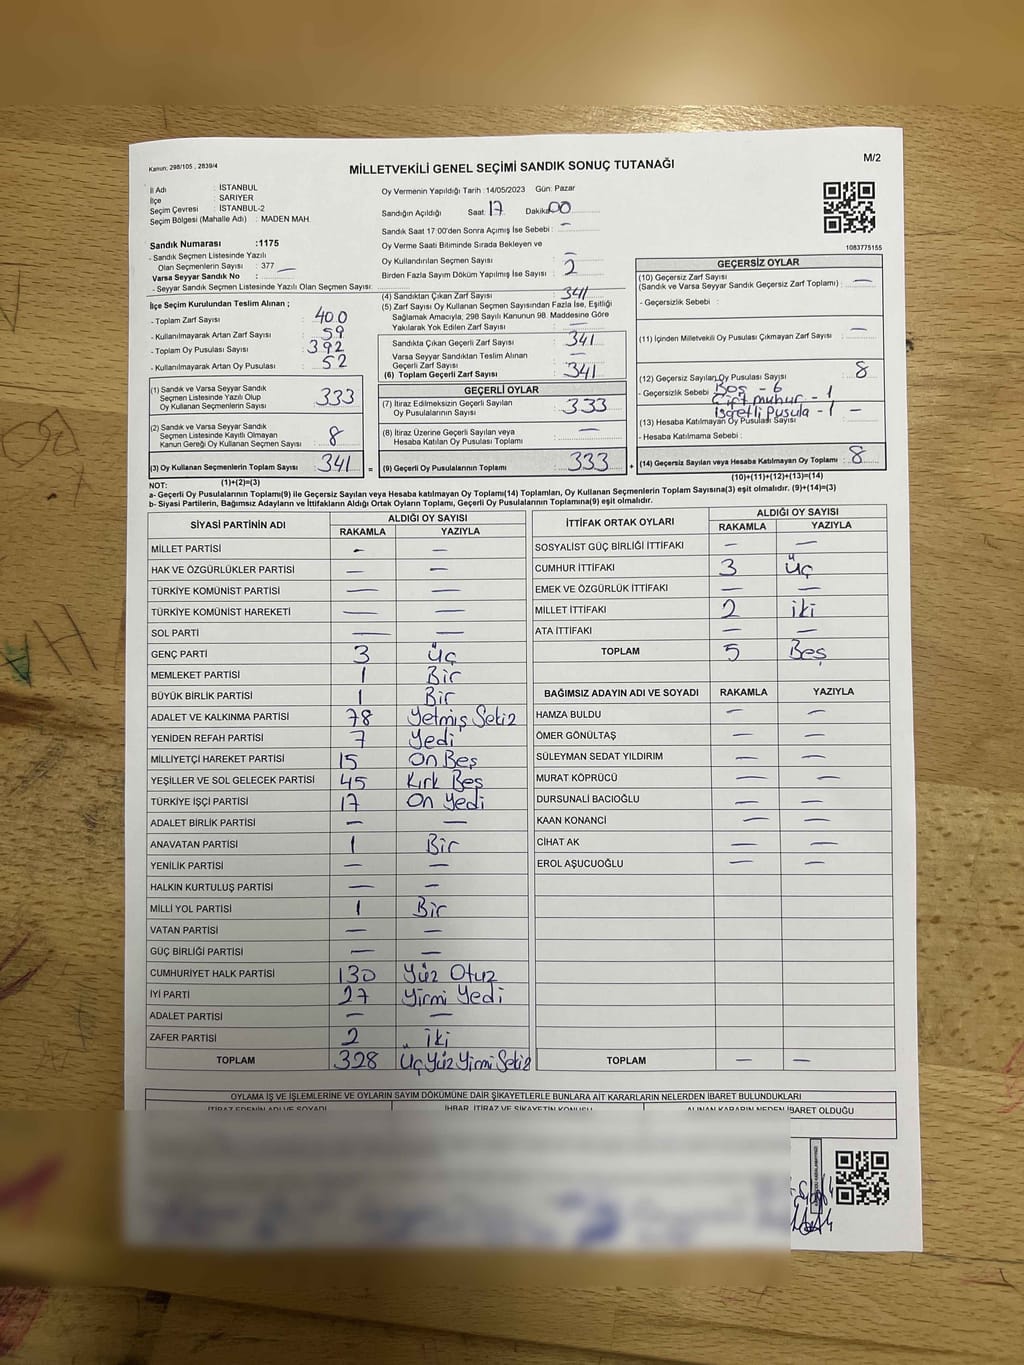 Kanun: 298/105 , 2839/4
MİLLETVEKİLİ GENEL SEÇİMİ SANDIK SONUÇ TUTANAĞI
M/2
İl Adı : İSTANBUL
İlçe : SARIYER
Seçim Çevresi : İSTANBUL-2
Seçim Bölgesi (Mahalle Adı) : MADEN MAH.
Oy Vermenin Yapıldığı Tarih : 14/05/2023 Gün: Pazar
Sandığın Açıldığı Saat: 17 Dakika: 00
Sandık Saat 17:00'den Sonra Açımış İse Sebebi : —
Oy Verme Saati Bitiminde Sırada Bekleyen ve
Oy Kullandırılan Seçmen Sayısı : —
Birden Fazla Sayım Döküm Yapılmış İse Sayısı : 2
1083775155
Sandık Numarası :1175
- Sandık Seçmen Listesinde Yazılı
Olan Seçmenlerin Sayısı : 377 —
Varsa Seyyar Sandık No :
- Seyyar Sandık Seçmen Listesinde Yazılı Olan Seçmen Sayısı:
İlçe Seçim Kurulundan Teslim Alınan ;
- Toplam Zarf Sayısı : 400
- Kullanılmayarak Artan Zarf Sayısı : 59
- Toplam Oy Pusulası Sayısı : 392
- Kullanılmayarak Artan Oy Pusulası : 52
(1) Sandık ve Varsa Seyyar Sandık
Seçmen Listesinde Yazılı Olup
Oy Kullanan Seçmenlerin Sayısı : 333
(2) Sandık ve Varsa Seyyar Sandık
Seçmen Listesinde Kayıtlı Olmayan
Kanun Gereği Oy Kullanan Seçmen Sayısı : 8
(3) Oy Kullanan Seçmenlerin Toplam Sayısı : 341 =
(1)+(2)=(3)
(4) Sandıktan Çıkan Zarf Sayısı : 341
(5) Zarf Sayısı Oy Kullanan Seçmen Sayısından Fazla İse, Eşitliği
Sağlamak Amacıyla; 298 Sayılı Kanunun 98. Maddesine Göre
Yakılarak Yok Edilen Zarf Sayısı : —
Sandıkta Çıkan Geçerli Zarf Sayısı : 341
Varsa Seyyar Sandıktan Teslim Alınan
Geçerli Zarf Sayısı : —
(6) Toplam Geçerli Zarf Sayısı : 341
GEÇERLİ OYLAR
(7) İtiraz Edilmeksizin Geçerli Sayılan
Oy Pusulalarının Sayısı : 333
(8) İtiraz Üzerine Geçerli Sayılan veya
Hesaba Katılan Oy Pusulası Toplamı : —
(9) Geçerli Oy Pusulalarının Toplamı : 333 +
GEÇERSİZ OYLAR
(10) Geçersiz Zarf Sayısı
(Sandık ve Varsa Seyyar Sandık Geçersiz Zarf Toplamı) : —
- Geçersizlik Sebebi :
(11) İçinden Milletvekili Oy Pusulası Çıkmayan Zarf Sayısı : —
(12) Geçersiz Sayılan Oy Pusulası Sayısı : 8
- Geçersizlik Sebebi : Boş - 6
Çift mühür - 1
İşaretli Pusula - 1
(13) Hesaba Katılmayan Oy Pusulası Sayısı : —
- Hesaba Katılmama Sebebi :
(14) Geçersiz Sayılan veya Hesaba Katılmayan Oy Toplamı : 8
(10)+(11)+(12)+(13)=(14)
NOT:
a- Geçerli Oy Pusulalarının Toplamı(9) ile Geçersiz Sayılan veya Hesaba katılmayan Oy Toplamı(14) Toplamları, Oy Kullanan Seçmenlerin Toplam Sayısına(3) eşit olmalıdır. (9)+(14)=(3)
b- Siyasi Partilerin, Bağımsız Adayların ve İttifakların Aldığı Ortak Oyların Toplamı, Geçerli Oy Pusulalarının Toplamına(9) eşit olmalıdır.
SİYASİ PARTİNİN ADI ALDIĞI OY SAYISI
RAKAMLA YAZIYLA
MİLLET PARTİSİ — —
HAK VE ÖZGÜRLÜKLER PARTİSİ — —
TÜRKİYE KOMÜNİST PARTİSİ — —
TÜRKİYE KOMÜNİST HAREKETİ — —
SOL PARTİ — —
GENÇ PARTİ 3 Üç
MEMLEKET PARTİSİ 1 Bir
BÜYÜK BİRLİK PARTİSİ 1 Bir
ADALET VE KALKINMA PARTİSİ 78 Yetmiş Sekiz
YENİDEN REFAH PARTİSİ 7 Yedi
MİLLİYETÇİ HAREKET PARTİSİ 15 On Beş
YEŞİLLER VE SOL GELECEK PARTİSİ 45 Kırk Beş
TÜRKİYE İŞÇİ PARTİSİ 17 On Yedi
ADALET BİRLİK PARTİSİ — —
ANAVATAN PARTİSİ 1 Bir
YENİLİK PARTİSİ — —
HALKIN KURTULUŞ PARTİSİ — —
MİLLİ YOL PARTİSİ 1 Bir
VATAN PARTİSİ — —
GÜÇ BİRLİĞİ PARTİSİ — —
CUMHURİYET HALK PARTİSİ 130 Yüz Otuz
İYİ PARTİ 27 Yirmi Yedi
ADALET PARTİSİ — —
ZAFER PARTİSİ 2 İki
TOPLAM 328 Üç Yüz Yirmi Sekiz
İTTİFAK ORTAK OYLARI ALDIĞI OY SAYISI
RAKAMLA YAZIYLA
SOSYALİST GÜÇ BİRLİĞİ İTTİFAKI — —
CUMHUR İTTİFAKI 3 Üç
EMEK VE ÖZGÜRLÜK İTTİFAKI — —
MİLLET İTTİFAKI 2 iki
ATA İTTİFAKI — —
TOPLAM 5 Beş
BAĞIMSIZ ADAYIN ADI VE SOYADI RAKAMLA YAZIYLA
HAMZA BULDU — —
ÖMER GÖNÜLTAŞ — —
SÜLEYMAN SEDAT YILDIRIM — —
MURAT KÖPRÜCÜ — —
DURSUNALİ BACIOĞLU — —
KAAN KONANCİ — —
CİHAT AK — —
EROL AŞUCUOĞLU — —
TOPLAM — —
OYLAMA İŞ VE İŞLEMLERİNE VE OYLARIN SAYIM DÖKÜMÜNE DAİR ŞİKAYETLERLE BUNLARA AİT KARARLARIN NELERDEN İBARET BULUNDUKLARI
İTİRAZ EDENİN ADI VE SOYADI İHBAR, İTİRAZ VE ŞİKAYETİN KONUSU ALINAN KARARIN NEDEN İBARET OLDUĞU